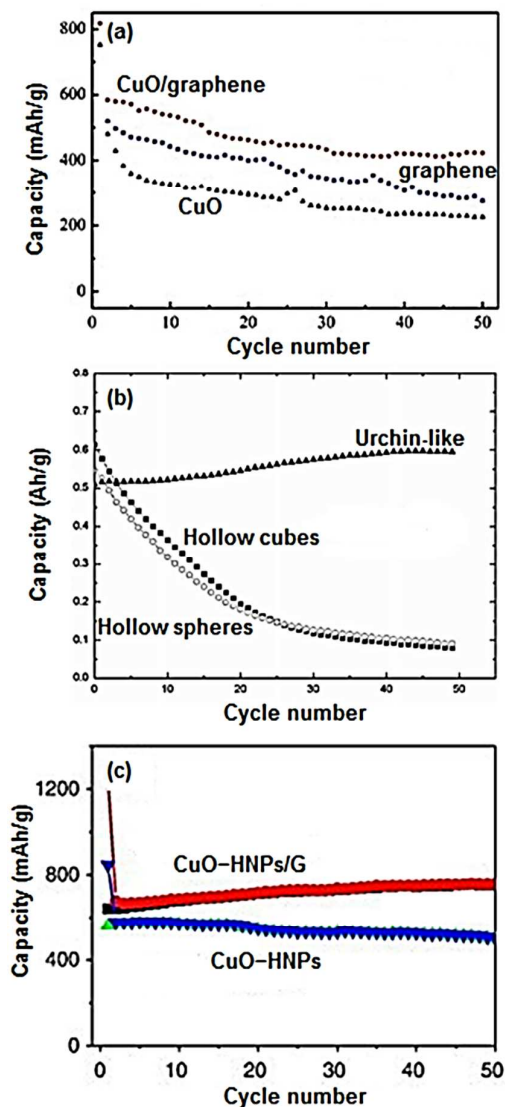 (a)
800
600
400
200
0
CuO/graphene
graphene
CuO
0 10 20 30 40 50
Capacity (mAh/g)
Cycle number
(b)
0.8
0.7
0.6
0.5
0.4
0.3
0.2
0.1
0.0
Urchin-like
Hollow cubes
Hollow spheres
0 10 20 30 40 50
Capacity (Ah/g)
Cycle number
(c)
1200
800
400
0
CuO−HNPs/G
CuO−HNPs
0 10 20 30 40 50
Capacity (mAh/g)
Cycle number